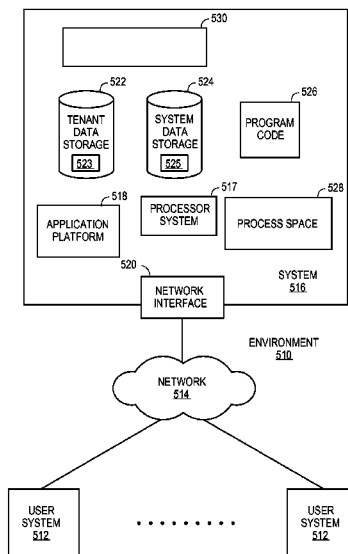 530
522
524
526
TENANT
DATA
STORAGE
523
SYSTEM
DATA
STORAGE
525
PROGRAM
CODE
518
517
528
APPLICATION
PLATFORM
PROCESSOR
SYSTEM
PROCESS SPACE
520
NETWORK
INTERFACE
SYSTEM
516
ENVIRONMENT
510
NETWORK
514
USER
SYSTEM
512
USER
SYSTEM
512